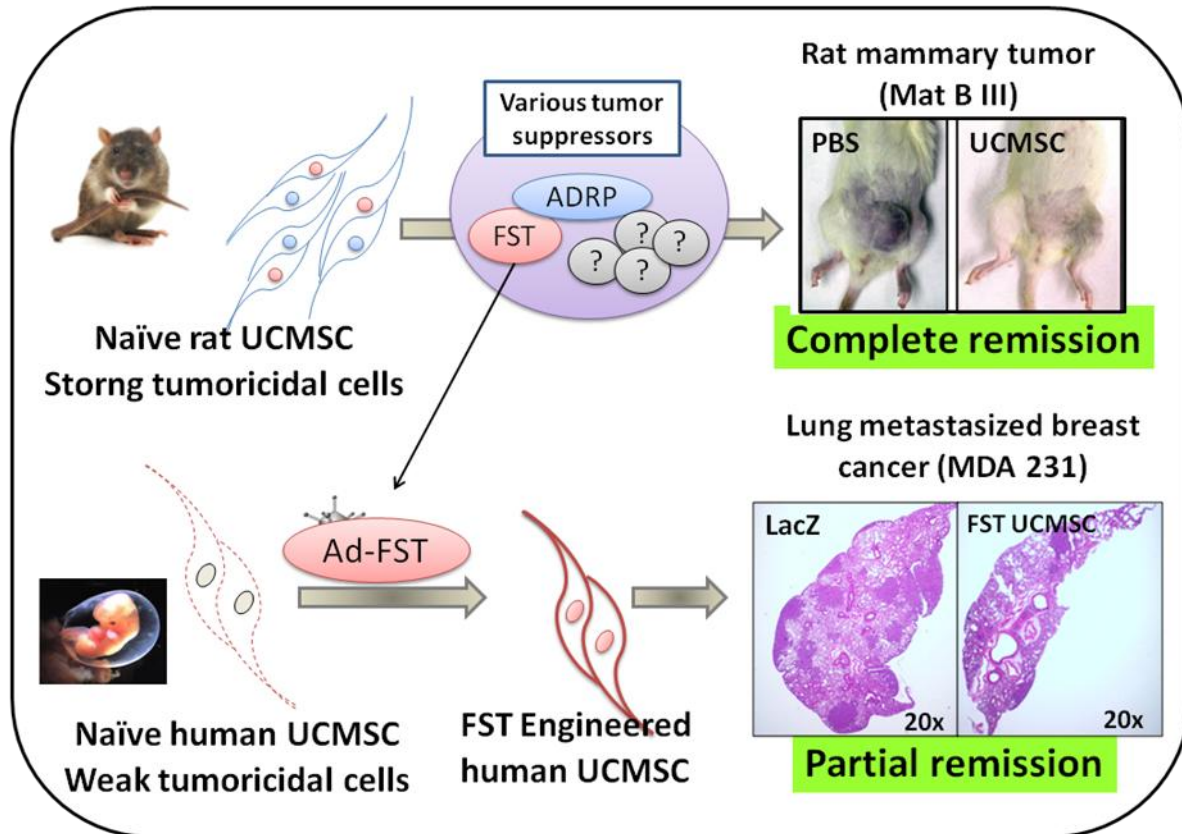 Rat mammary tumor
(Mat B III)
Various tumor
suppressors
PBS
UCMSC
ADRP
FST
?
?
?
?
Naïve rat UCMSC
Storng tumoricidal cells
Complete remission
Lung metastasized breast
cancer (MDA 231)
Ad-FST
LacZ
FST UCMSC
20x
20x
Naïve human UCMSC
Weak tumoricidal cells
FST Engineered
human UCMSC
Partial remission